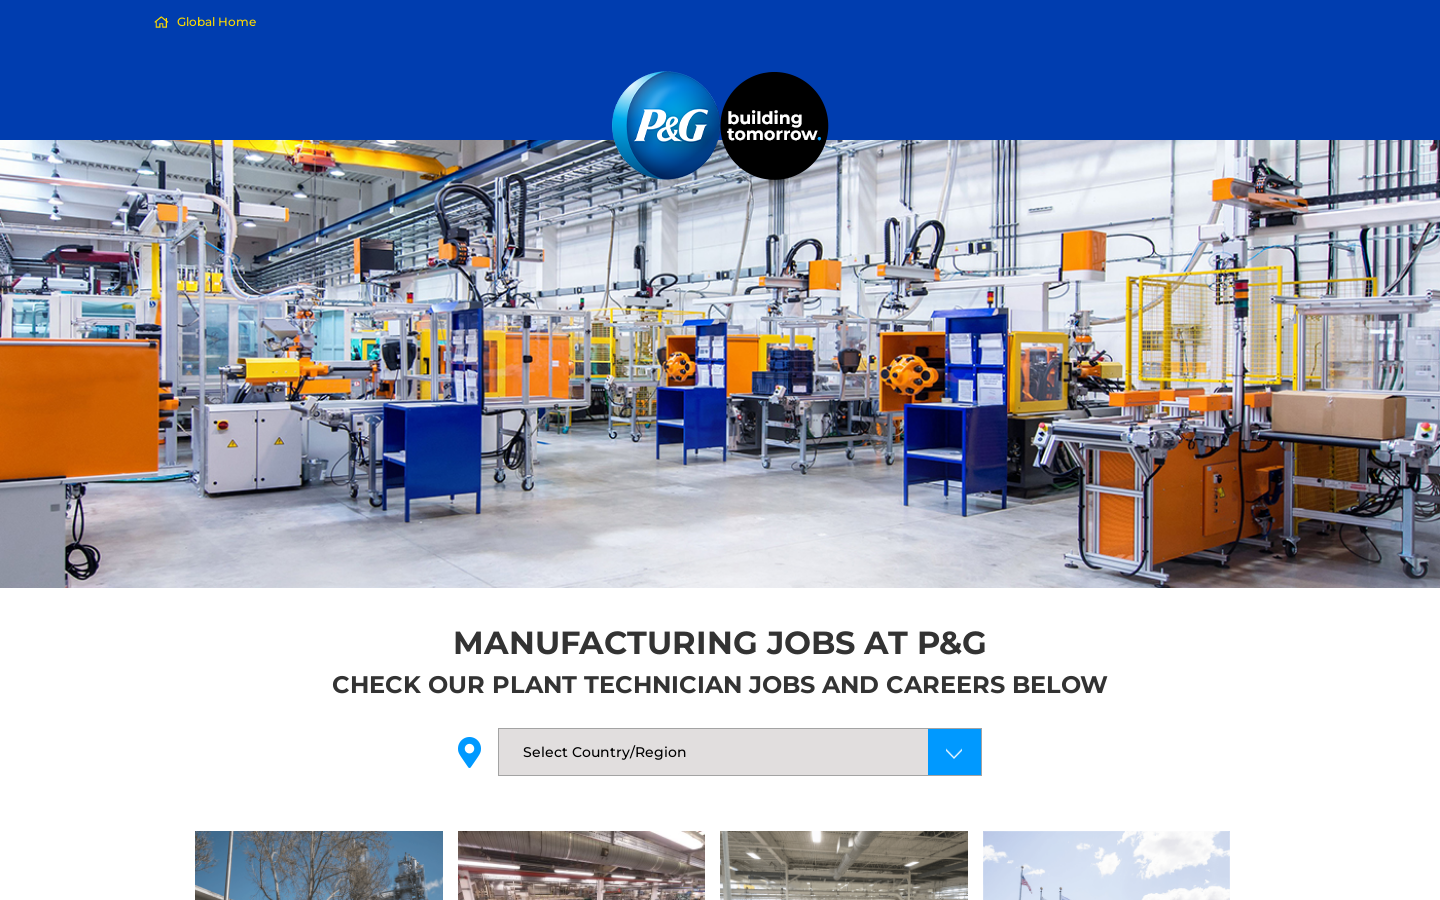 Global Home
P&G
building
tomorrow.
MANUFACTURING JOBS AT P&G
CHECK OUR PLANT TECHNICIAN JOBS AND CAREERS BELOW
Select Country/Region